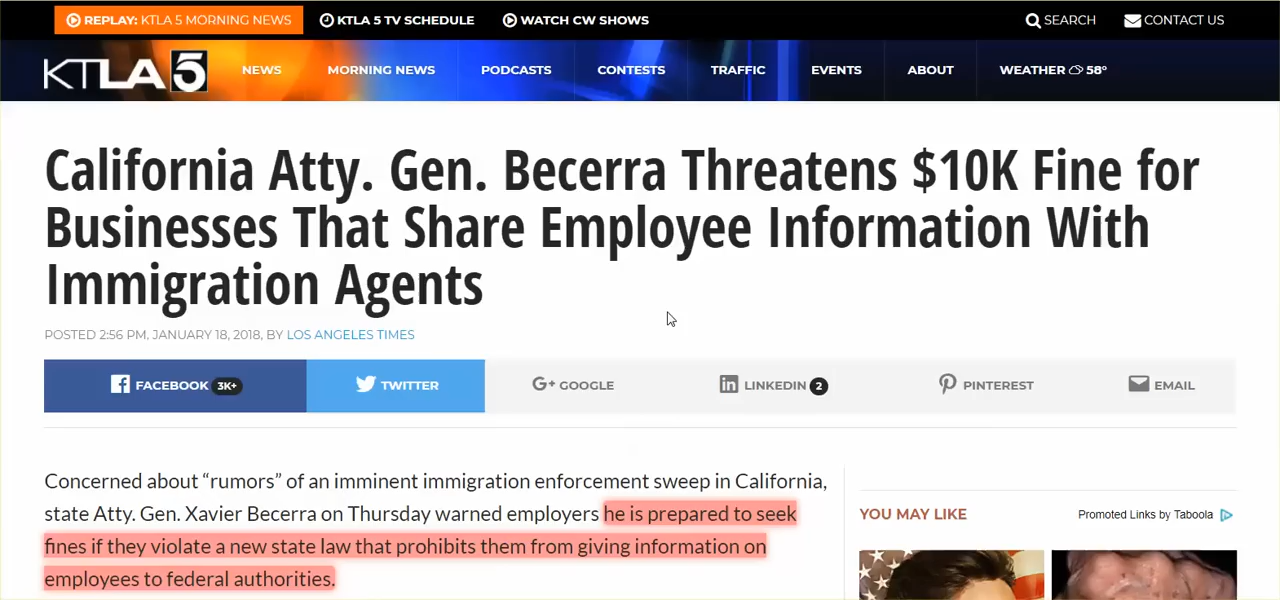 REPLAY: KTLA 5 MORNING NEWS KTLA 5 TV SCHEDULE WATCH CW SHOWS SEARCH CONTACT US
KTLA 5 NEWS MORNING NEWS PODCASTS CONTESTS TRAFFIC EVENTS ABOUT WEATHER 58°
California Atty. Gen. Becerra Threatens $10K Fine for
Businesses That Share Employee Information With
Immigration Agents
POSTED 2:56 PM, JANUARY 18, 2018, BY LOS ANGELES TIMES
FACEBOOK 3K+ TWITTER G+ GOOGLE LINKEDIN 2 PINTEREST EMAIL
Concerned about “rumors” of an imminent immigration enforcement sweep in California,
state Atty. Gen. Xavier Becerra on Thursday warned employers he is prepared to seek
fines if they violate a new state law that prohibits them from giving information on
employees to federal authorities.
YOU MAY LIKE Promoted Links by Taboola